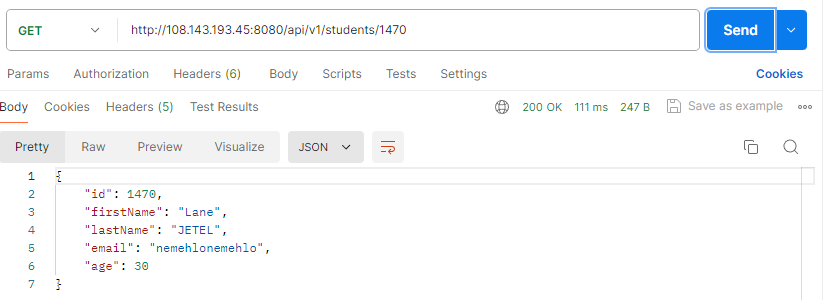 GET http://108.143.193.45:8080/api/v1/students/1470 Send
Params Authorization Headers (6) Body Scripts Tests Settings Cookies
Body Cookies Headers (5) Test Results 200 OK 111 ms 247 B Save as example
Pretty Raw Preview Visualize JSON
1 {
2 "id": 1470,
3 "firstName": "Lane",
4 "lastName": "JETEL",
5 "email": "nemehlonemehlo",
6 "age": 30
7 }